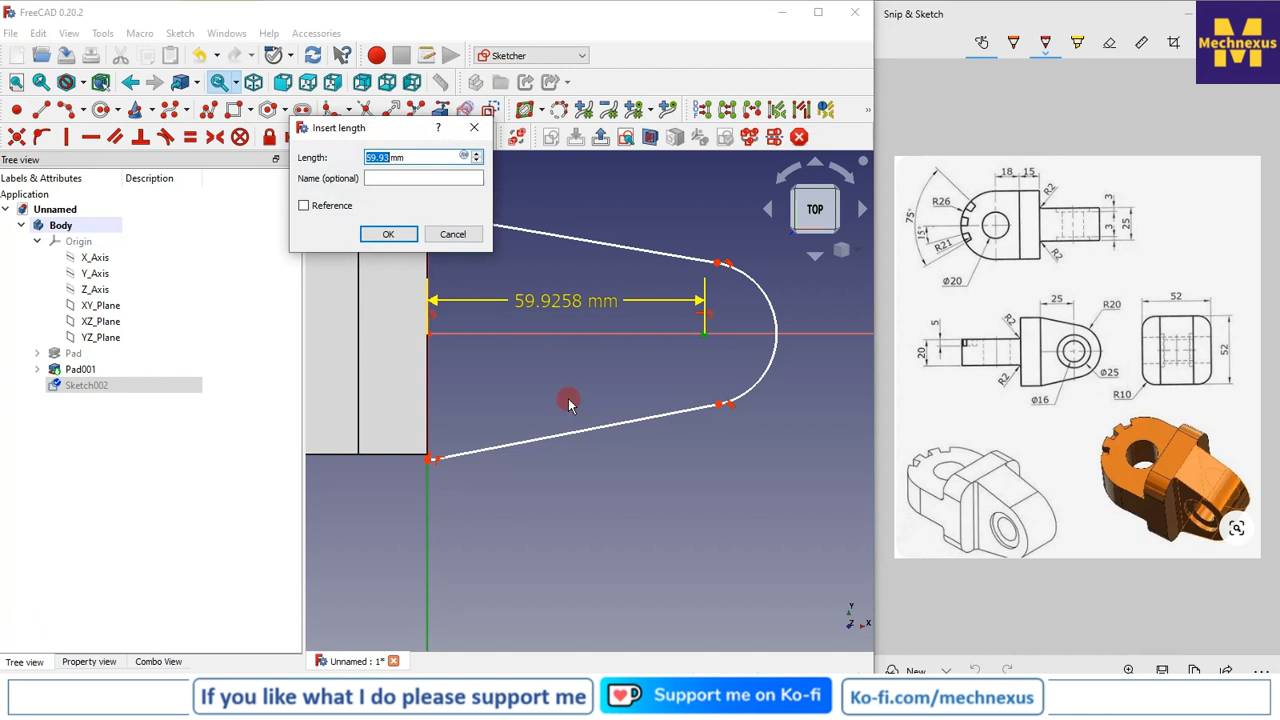 FreeCAD 0.20.2
File Edit View Tools Macro Sketch Windows Help Accessories
Sketcher
Tree view
Labels & Attributes Description
Application
Unnamed
Body
Origin
X_Axis
Y_Axis
Z_Axis
XY_Plane
XZ_Plane
YZ_Plane
Pad
Pad001
Sketch002
Insert length
? 
Length: 59.93 mm
Name (optional)
Reference
OK Cancel
59.9258 mm
TOP
Y
Z X
Tree view Property view Combo View
Unnamed : 1*
Snip & Sketch
Mechnexus
18 15
R2
R26
75°
15°
R21
3
3
25
R2
Ø20
25
R20
52
5
R2
20
52
R2
Ø25
Ø16
R10
New
If you like what I do please support me
Support me on Ko-fi
Ko-fi.com/mechnexus